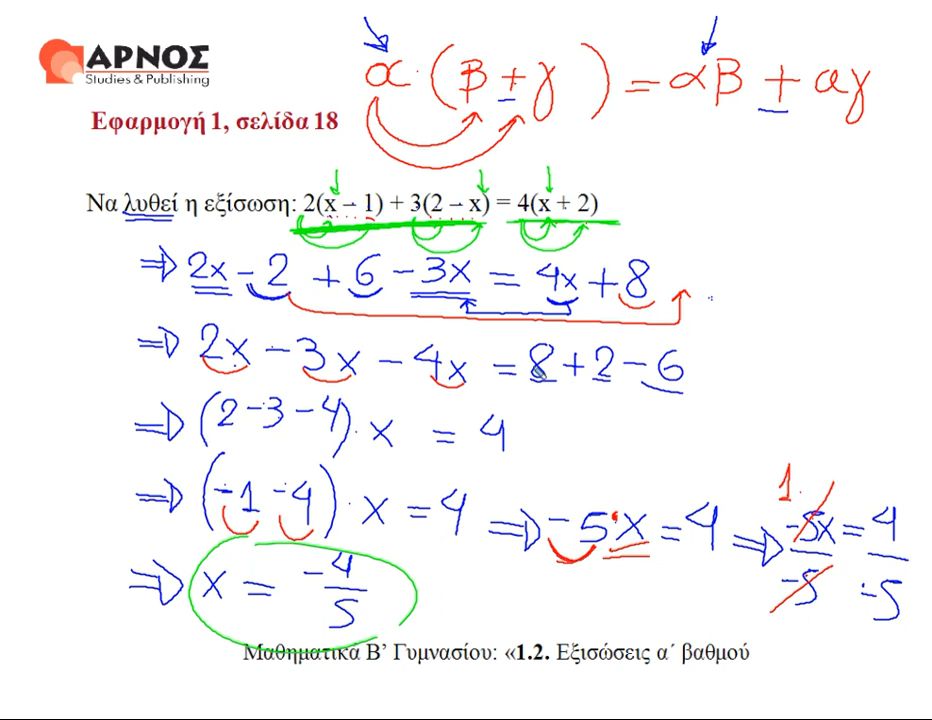 ΑΡΝΟΣ
Studies & Publishing
α·(β + γ) = αβ + αγ
Εφαρμογή 1, σελίδα 18
Να λυθεί η εξίσωση: 2(x – 1) + 3(2 – x) = 4(x + 2)
⇒ 2x - 2 + 6 - 3x = 4x + 8
⇒ 2x - 3x - 4x = 8 + 2 - 6
⇒ (2 - 3 - 4)·x = 4
⇒ (-1 - 4)·x = 4 ⇒ -5·x = 4 ⇒ -5x/-5 = 4/-5
1
⇒ x = -4/5
Μαθηματικα Β’ Γυμνασίου: «1.2. Εξισώσεις α΄ βαθμού